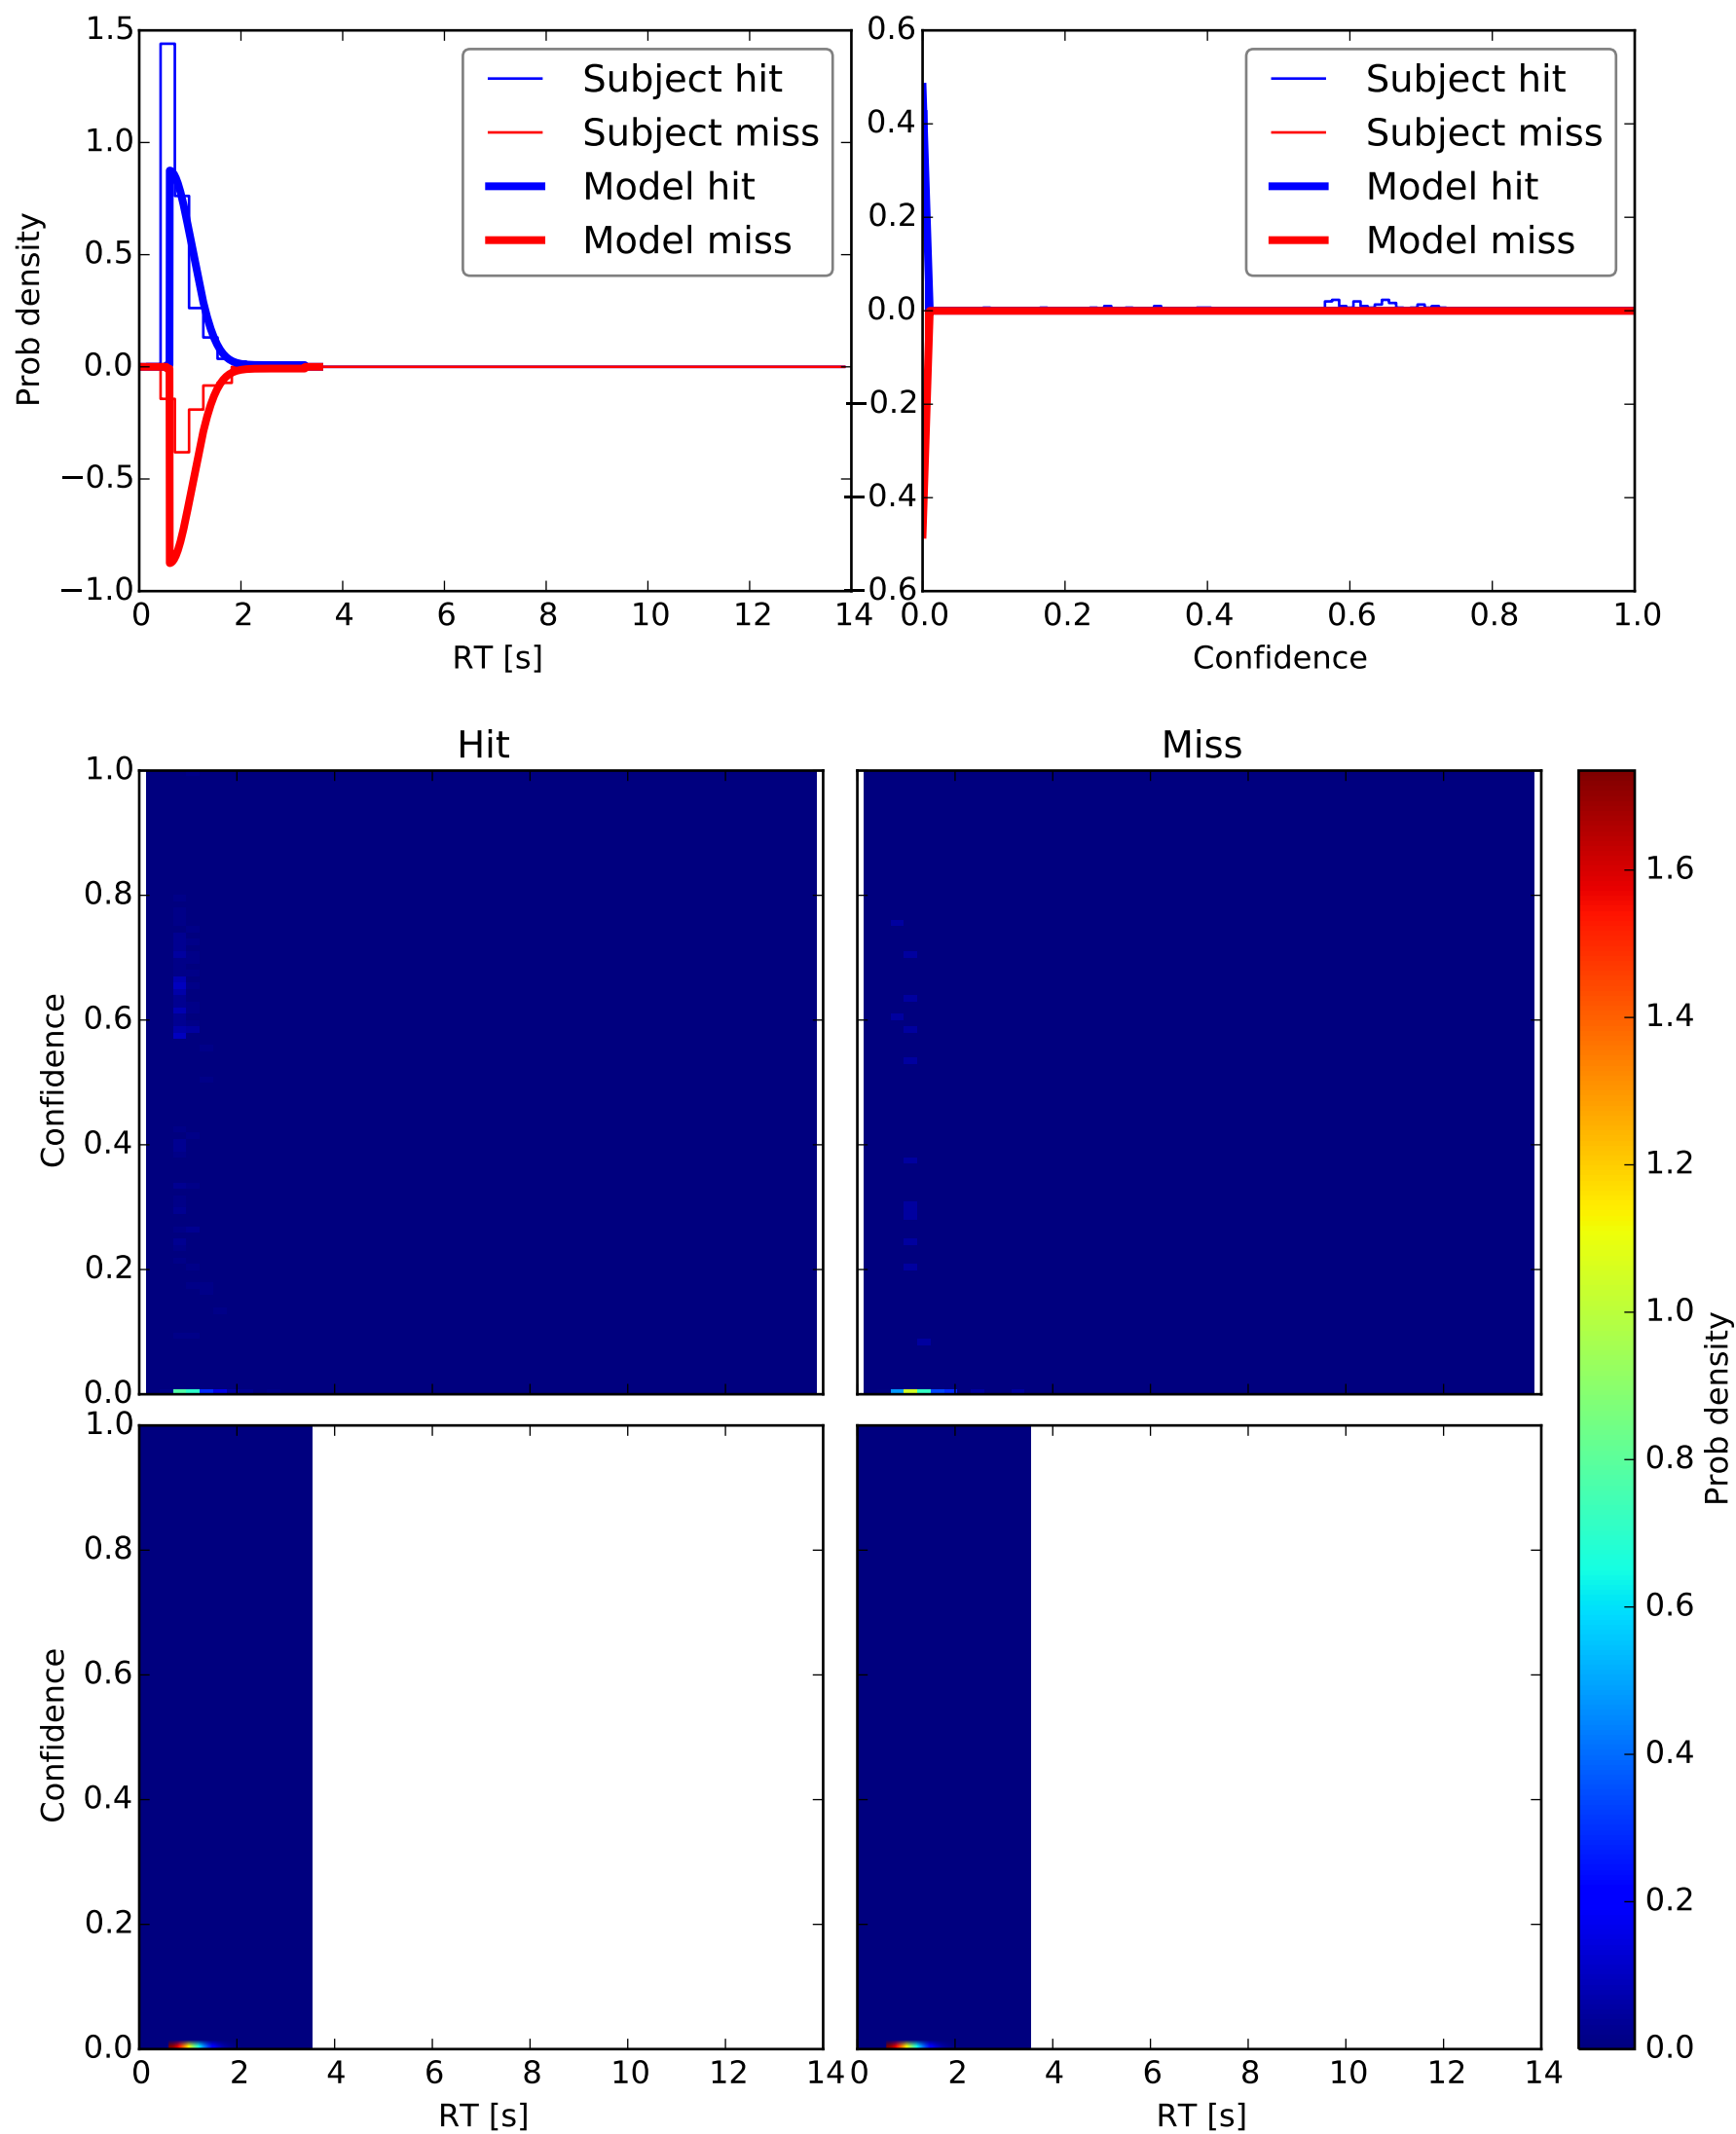 1.5
1.0
0.5
0.0
−0.5
−1.0
Prob density
0 2 4 6 8 10 12 14
RT [s]
Subject hit
Subject miss
Model hit
Model miss
0.6
0.4
0.2
0.0
−0.2
−0.4
−0.6
0.0 0.2 0.4 0.6 0.8 1.0
Confidence
Subject hit
Subject miss
Model hit
Model miss
Hit
1.0
0.8
0.6
0.4
0.2
0.0
Confidence
Miss
1.0
0.8
0.6
0.4
0.2
0.0
Confidence
0 2 4 6 8 10 12 14
RT [s]
0 2 4 6 8 10 12 14
RT [s]
1.6
1.4
1.2
1.0
0.8
0.6
0.4
0.2
0.0
Prob density